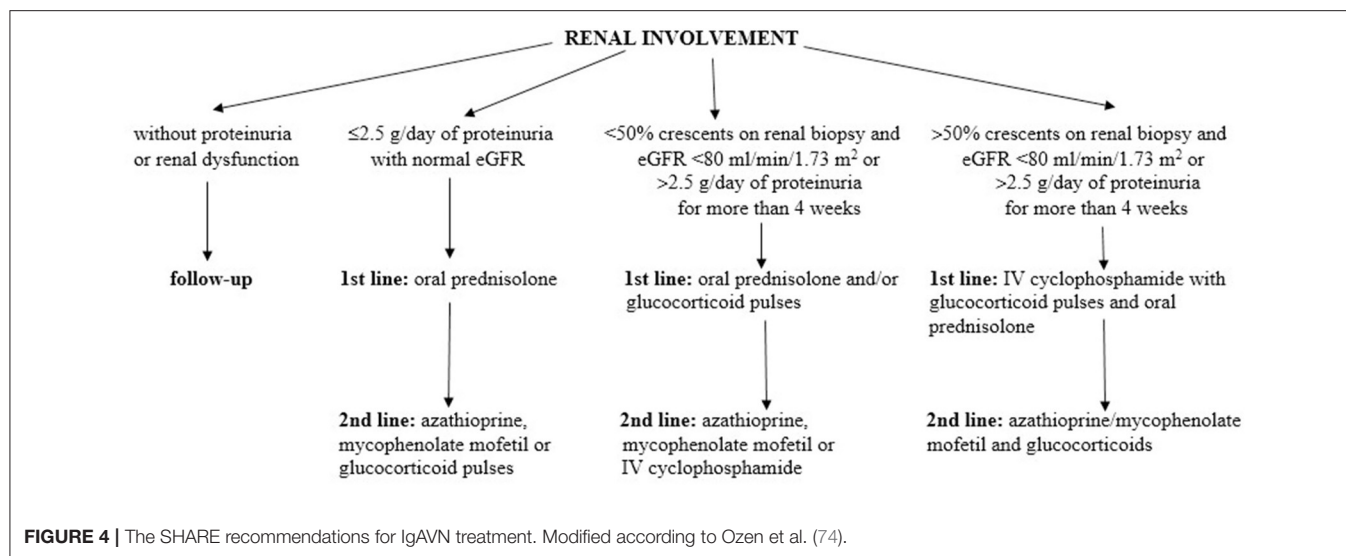 RENAL INVOLVEMENT
without proteinuria
or renal dysfunction
≤2.5 g/day of proteinuria
with normal eGFR
<50% crescents on renal biopsy and
eGFR <80 ml/min/1.73 m² or
>2.5 g/day of proteinuria
for more than 4 weeks
>50% crescents on renal biopsy and
eGFR <80 ml/min/1.73 m² or
>2.5 g/day of proteinuria
for more than 4 weeks
follow-up
1st line: oral prednisolone
1st line: oral prednisolone and/or
glucocorticoid pulses
1st line: IV cyclophosphamide with
glucocorticoid pulses and oral
prednisolone
2nd line: azathioprine,
mycophenolate mofetil or
glucocorticoid pulses
2nd line: azathioprine,
mycophenolate mofetil or
IV cyclophosphamide
2nd line: azathioprine/mycophenolate
mofetil and glucocorticoids
FIGURE 4 | The SHARE recommendations for IgAVN treatment. Modified according to Ozen et al. (74).